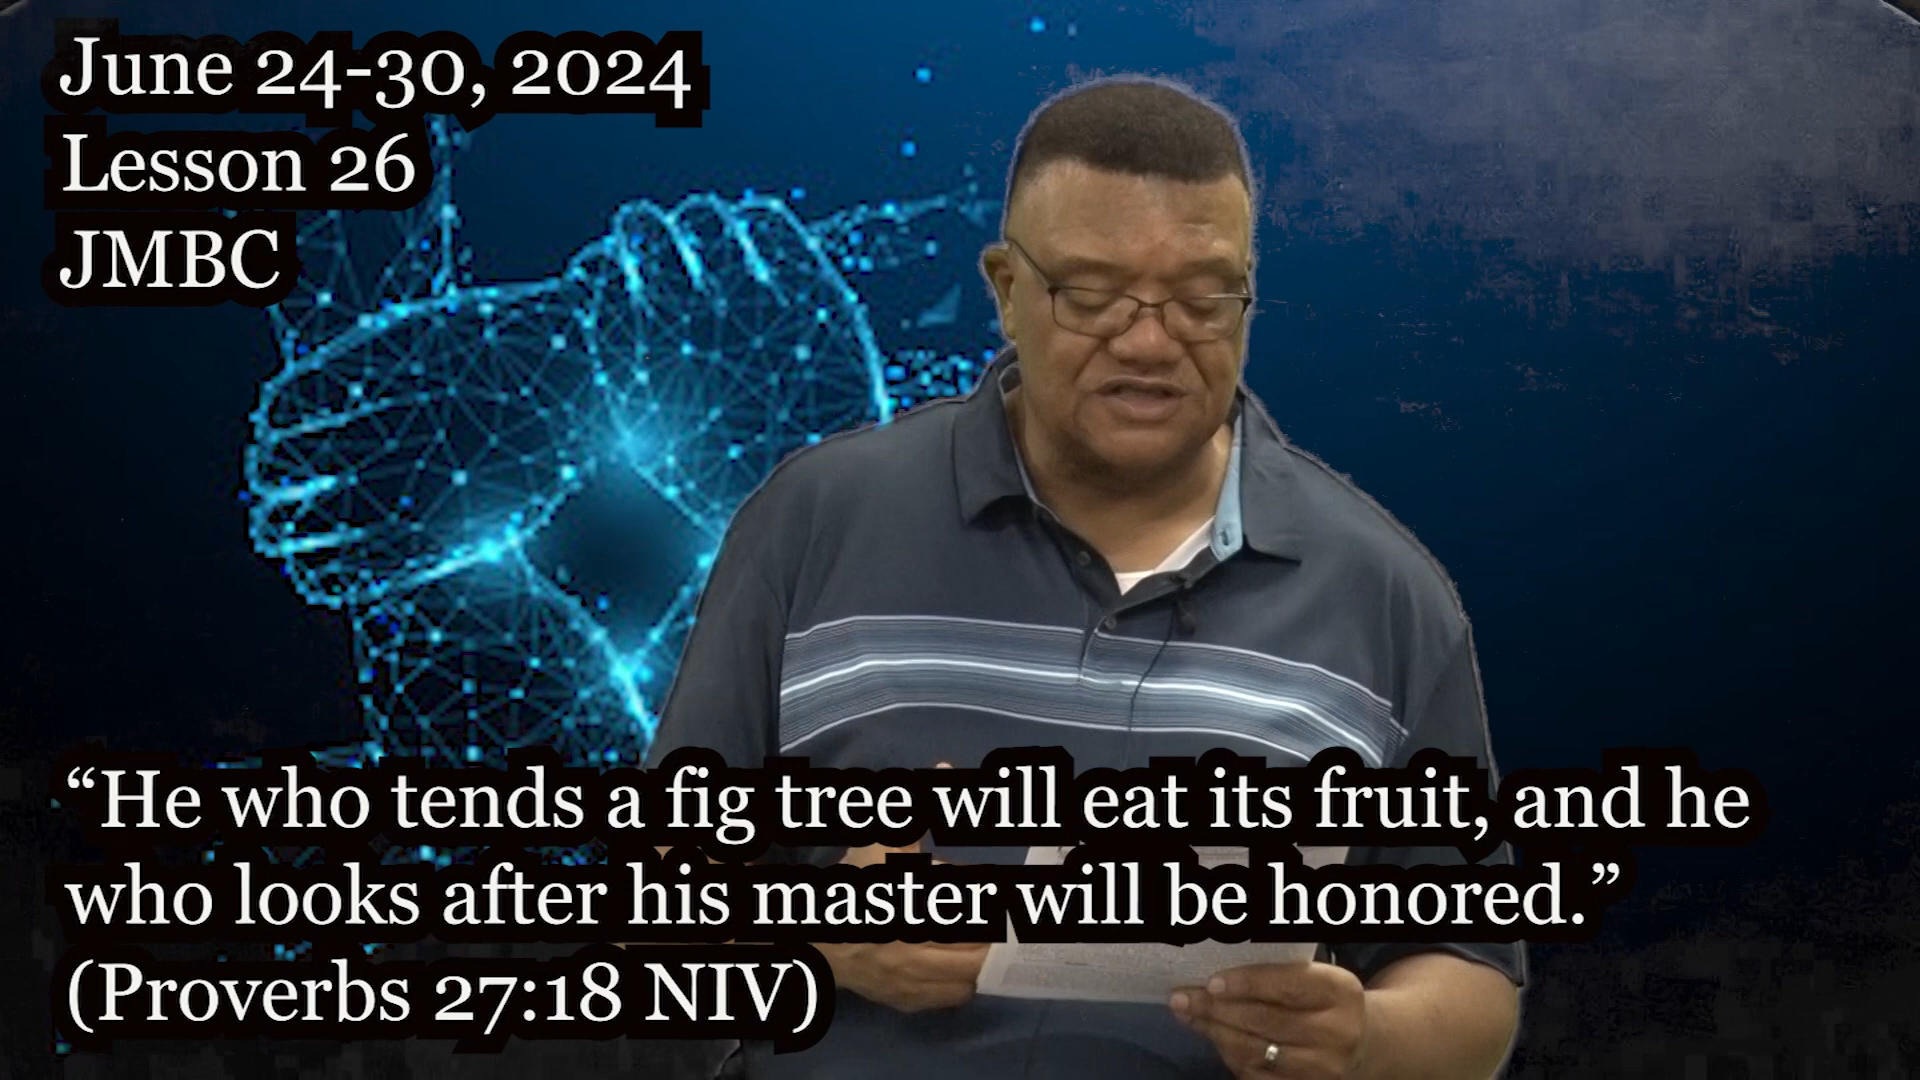 June 24-30, 2024
Lesson 26
JMBC
“He who tends a fig tree will eat its fruit, and he
who looks after his master will be honored.”
(Proverbs 27:18 NIV)